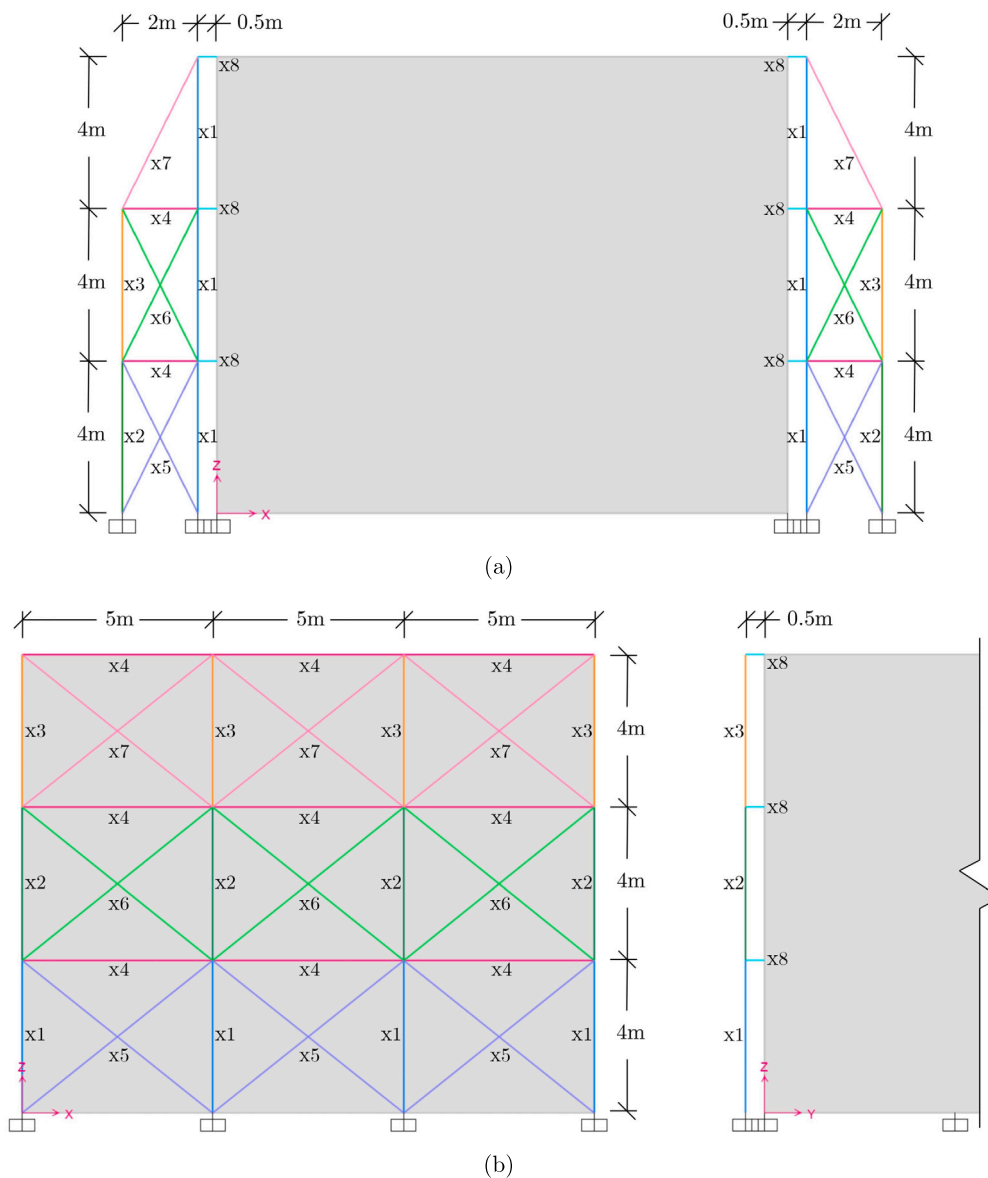 2m 0.5m 0.5m 2m
x8 x8
4m x1 x1 4m
x7 x7
x4 x8 x8 x4
4m x3 x1 x1 x3 4m
x6 x6
x4 x8 x8 x4
4m x2 x1 x1 x2 4m
x5 x5
Z
X
(a)
5m 5m 5m 0.5m
x4 x4 x4 x8
x3 x3 x3 x3 4m x3
x7 x7 x7
x4 x4 x4 x8
x2 x2 x2 x2 4m x2
x6 x6 x6
x4 x4 x4 x8
x1 x1 x1 x1 4m x1
x5 x5 x5
Z Z
X Y
(b)